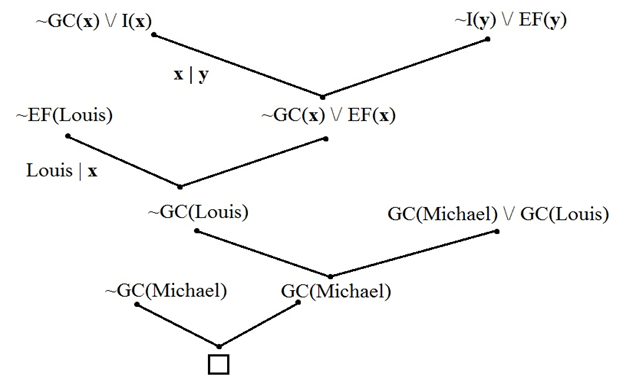 ~GC(x) \/ I(x) ~I(y) \/ EF(y)
x | y
~EF(Louis) ~GC(x) \/ EF(x)
Louis | x
~GC(Louis) GC(Michael) \/ GC(Louis)
~GC(Michael) GC(Michael)